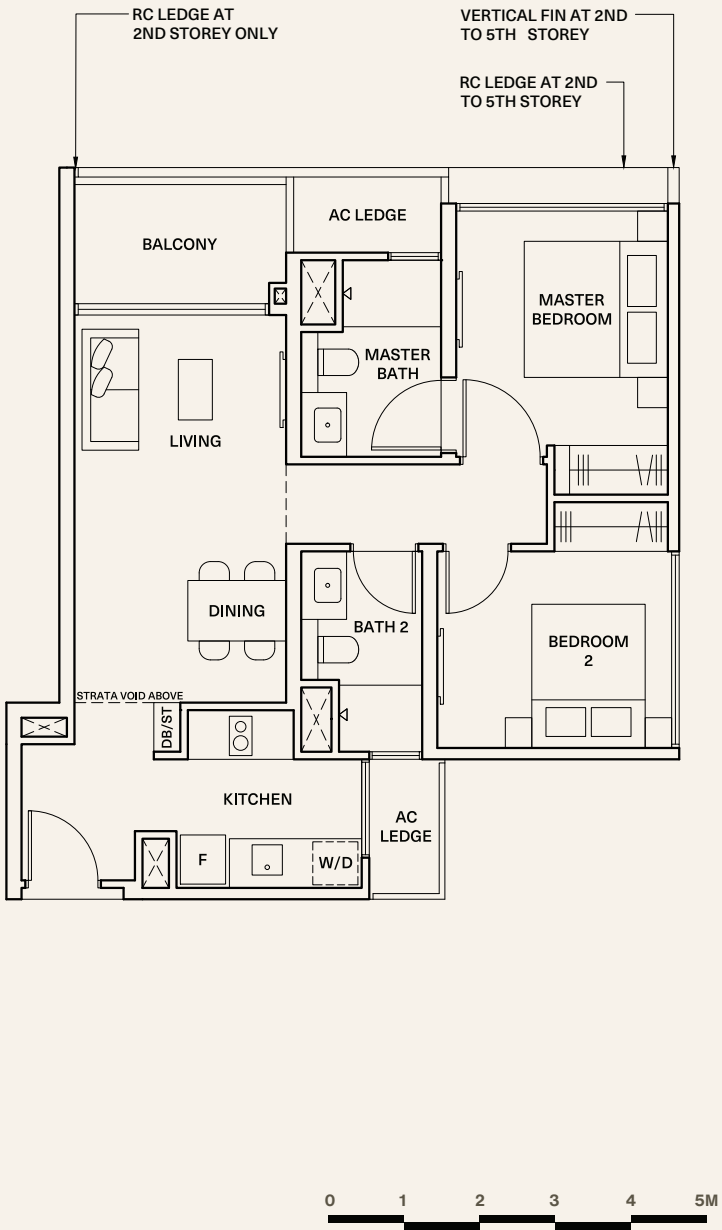 RC LEDGE AT
2ND STOREY ONLY
VERTICAL FIN AT 2ND
TO 5TH STOREY
RC LEDGE AT 2ND
TO 5TH STOREY
AC LEDGE
BALCONY
MASTER
BEDROOM
MASTER
BATH
LIVING
DINING
BATH 2
BEDROOM
2
STRATA VOID ABOVE
DB/ST
KITCHEN
AC
LEDGE
F
W/D
0 1 2 3 4 5M